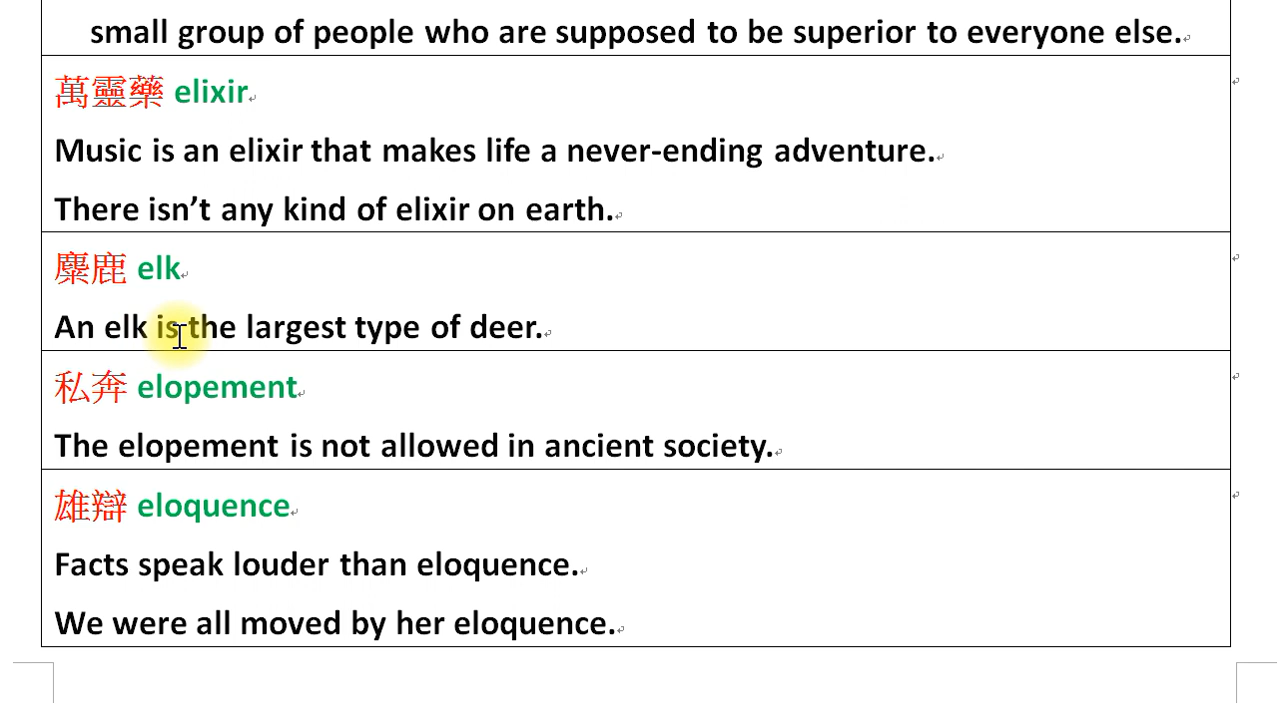 small group of people who are supposed to be superior to everyone else.
萬靈藥 elixir
Music is an elixir that makes life a never-ending adventure.
There isn’t any kind of elixir on earth.
麋鹿 elk
An elk is the largest type of deer.
私奔 elopement
The elopement is not allowed in ancient society.
雄辯 eloquence
Facts speak louder than eloquence.
We were all moved by her eloquence.